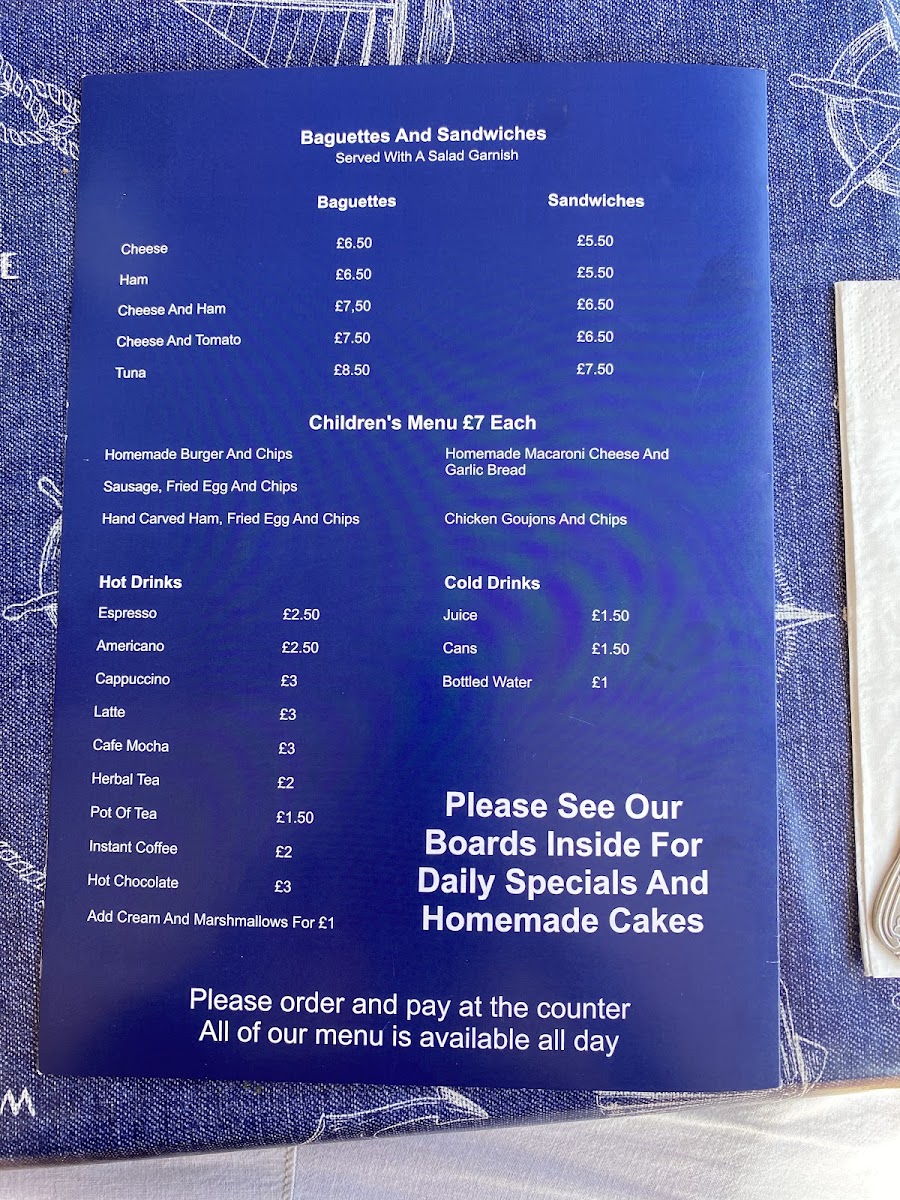 Baguettes And Sandwiches
Served With A Salad Garnish
Baguettes Sandwiches
Cheese £6.50 £5.50
Ham £6.50 £5.50
Cheese And Ham £7,50 £6.50
Cheese And Tomato £7.50 £6.50
Tuna £8.50 £7.50
Children's Menu £7 Each
Homemade Burger And Chips
Sausage, Fried Egg And Chips
Hand Carved Ham, Fried Egg And Chips
Homemade Macaroni Cheese And
Garlic Bread
Chicken Goujons And Chips
Hot Drinks
Espresso £2.50
Americano £2.50
Cappuccino £3
Latte £3
Cafe Mocha £3
Herbal Tea £2
Pot Of Tea £1.50
Instant Coffee £2
Hot Chocolate £3
Add Cream And Marshmallows For £1
Cold Drinks
Juice £1.50
Cans £1.50
Bottled Water £1
Please See Our
Boards Inside For
Daily Specials And
Homemade Cakes
Please order and pay at the counter
All of our menu is available all day